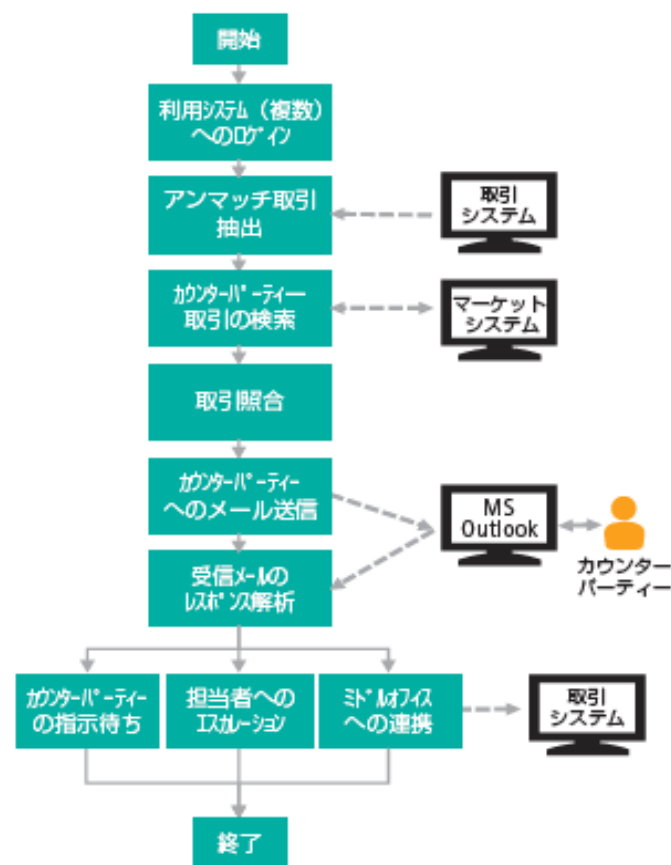 開始
利用ｼｽﾃﾑ（複数）
へのﾛｸﾞｲﾝ
アンマッチ取引
抽出
取引
システム
ｶｳﾝﾀｰﾊﾟｰﾃｨｰ
取引の検索
マーケット
システム
取引照合
ｶｳﾝﾀｰﾊﾟｰﾃｨｰ
へのメール送信
MS
Outlook
カウンター
パーティー
受信ﾒｰﾙの
ﾚｽﾎﾟﾝｽ解析
ｶｳﾝﾀｰﾊﾟｰﾃｨｰ
の指示待ち
担当者への
ｴｽｶﾚｰｼｮﾝ
ﾐﾄﾞﾙｵﾌｨｽ
への連携
取引
システム
終了